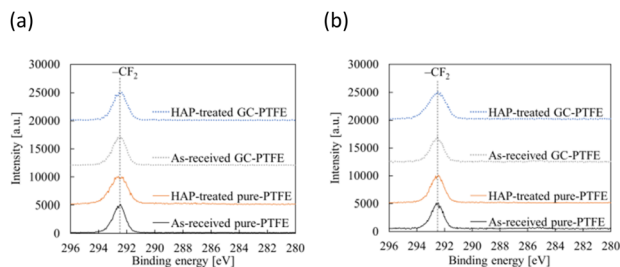 (a)
(b)
30000
25000
20000
15000
10000
5000
0
Intensity [a.u.]
–CF2
HAP-treated GC-PTFE
As-received GC-PTFE
HAP-treated pure-PTFE
As-received pure-PTFE
296 294 292 290 288 286 284 282 280
Binding energy [eV]
30000
25000
20000
15000
10000
5000
0
Intensity [a.u.]
–CF2
HAP-treated GC-PTFE
As-received GC-PTFE
HAP-treated pure-PTFE
As-received pure-PTFE
296 294 292 290 288 286 284 282 280
Binding energy [eV]